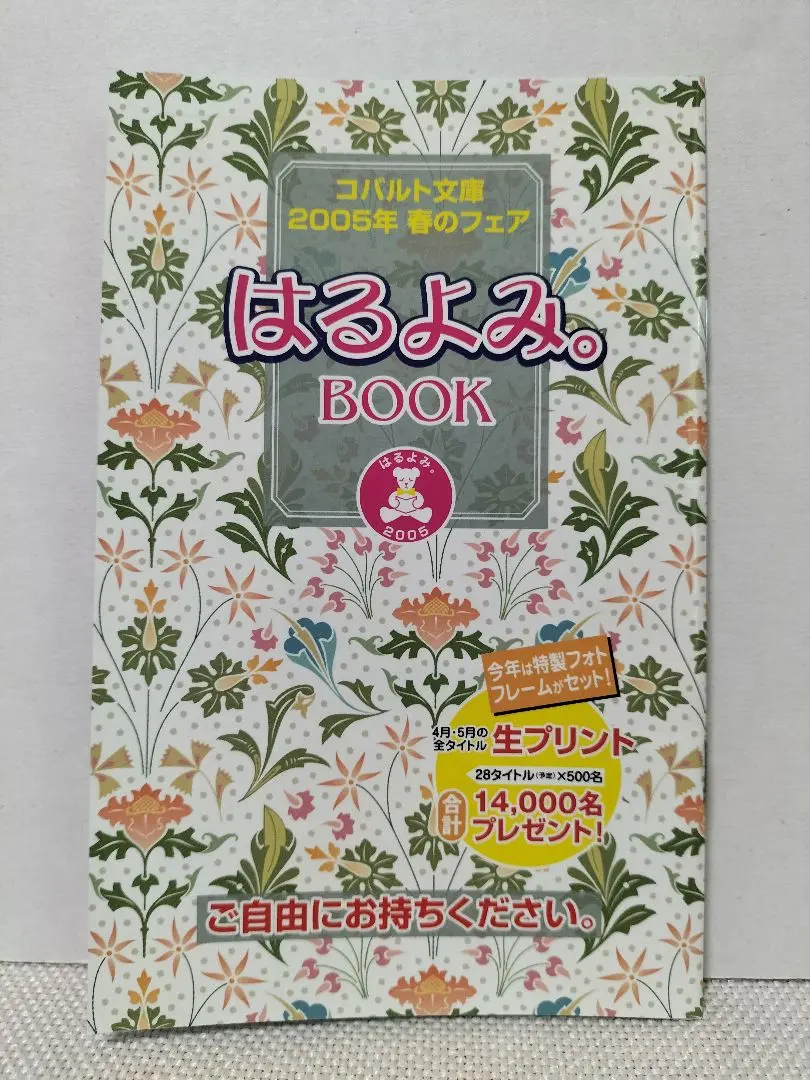 コバルト文庫
2005年 春のフェア
はるよみ。
BOOK
はるよみ。
2005
今年は特製フォト
フレームがセット!
4月・5月の
全タイトル
生プリント
28タイトル(予定)×500名
合計
14,000名
プレゼント!
ご自由にお持ちください。